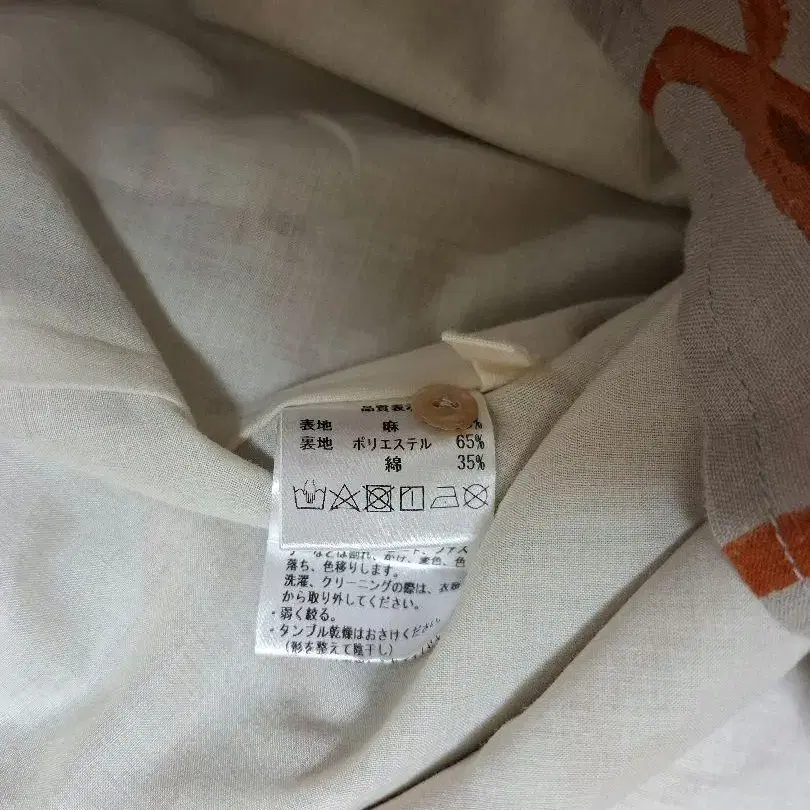 品質表
表地 麻
裏地 ポリエステル 65%
綿 35%
落ち、色移りします。
洗濯、クリーニングの際は、衣類
から取り外してください。
・弱く絞る。
・タンブル乾燥はおさけください
(形を整えて陰干し)